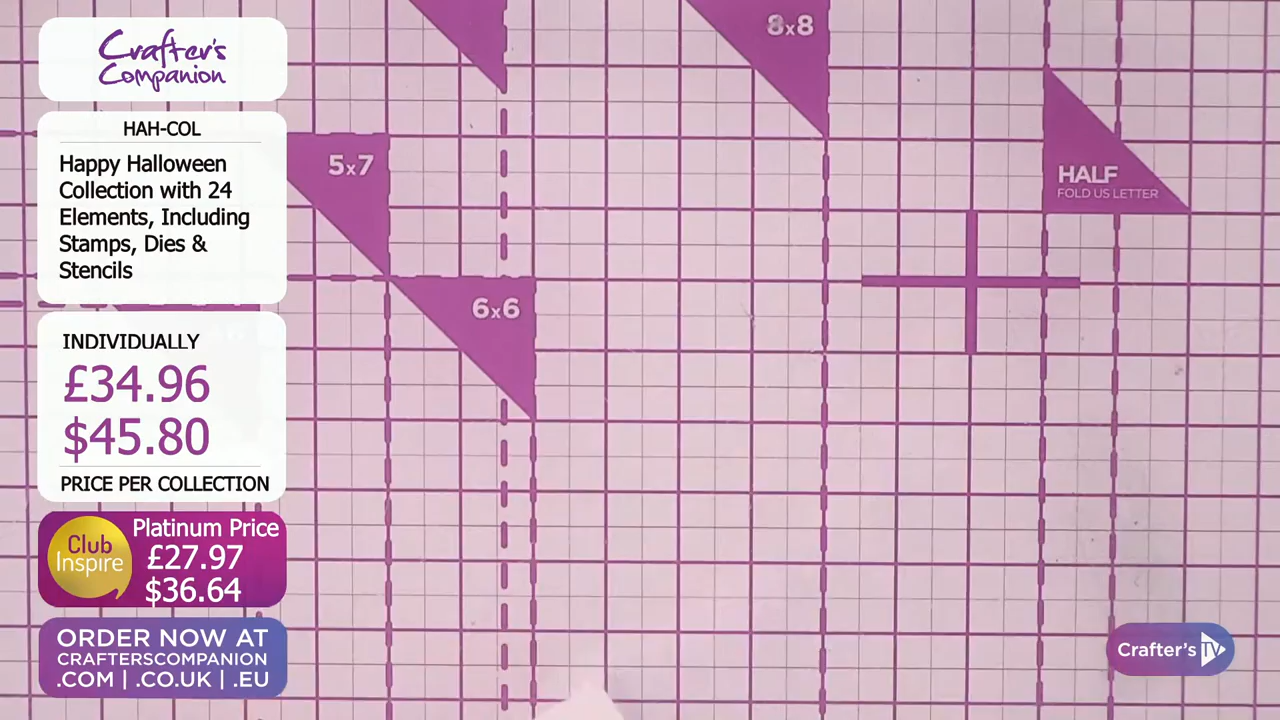 Crafter's
Companion
HAH-COL
Happy Halloween
Collection with 24
Elements, Including
Stamps, Dies &
Stencils
INDIVIDUALLY
£34.96
$45.80
PRICE PER COLLECTION
Club
Inspire
Platinum Price
£27.97
$36.64
ORDER NOW AT
CRAFTERSCOMPANION
.COM | .CO.UK | .EU
5x7
6x6
8x8
HALF
FOLD US LETTER
Crafter's TV